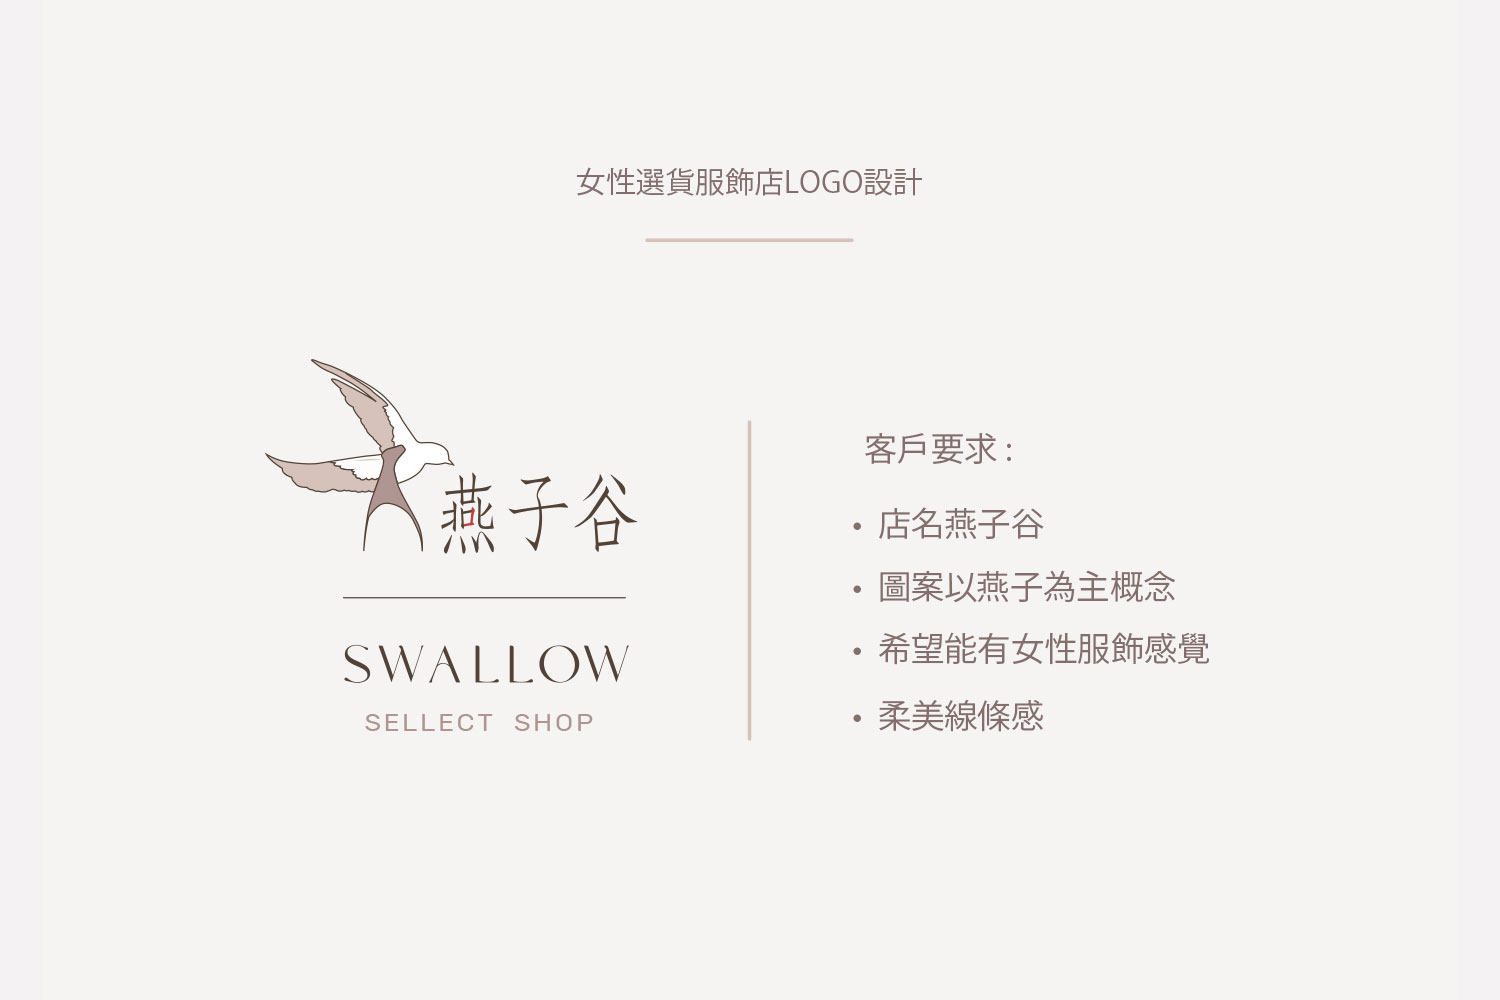 女性選貨服飾店LOGO設計
燕子谷
SWALLOW
SELLECT SHOP
客戶要求 :
• 店名燕子谷
• 圖案以燕子為主概念
• 希望能有女性服飾感覺
• 柔美線條感